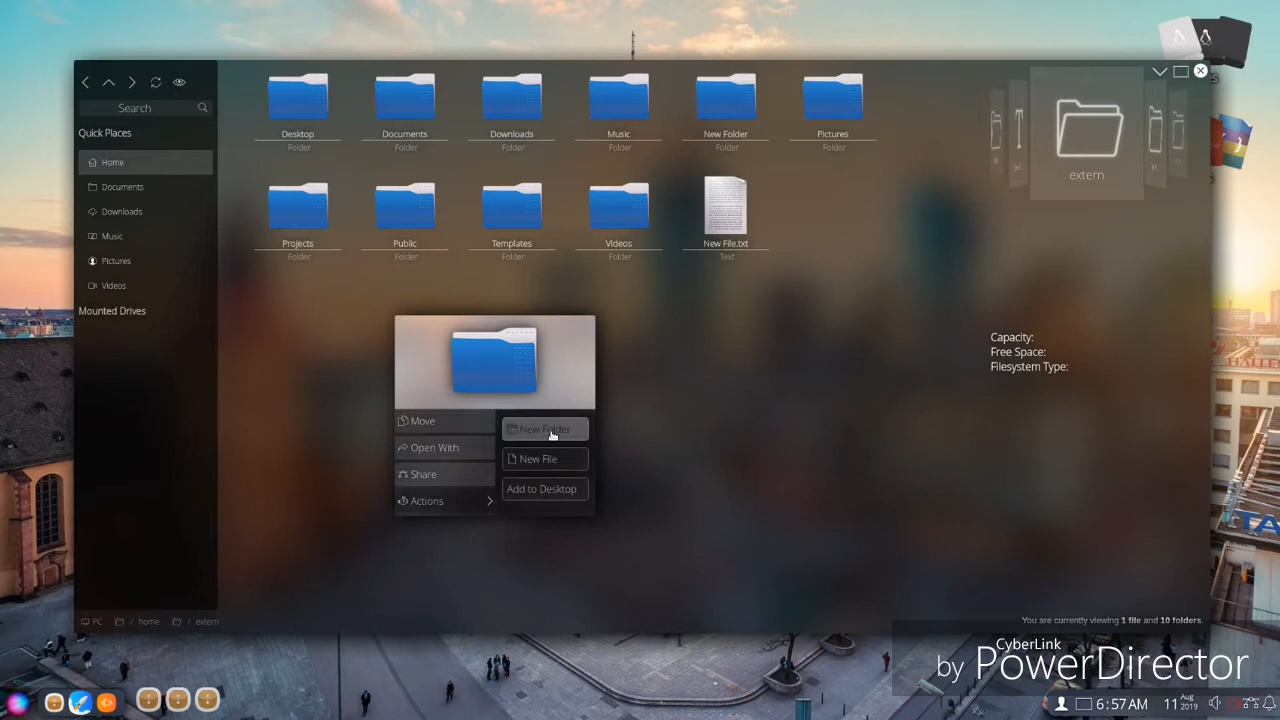 Search
Quick Places
Home
Documents
Downloads
Music
Pictures
Videos
Mounted Drives
Desktop
Folder
Documents
Folder
Downloads
Folder
Music
Folder
New Folder
Folder
Pictures
Folder
Projects
Folder
Public
Folder
Templates
Folder
Videos
Folder
New File.txt
Text
extern
Capacity:
Free Space:
Filesystem Type:
Move
Open With
Share
Actions
New Folder
New File
Add to Desktop
PC / home / extern
You are currently viewing 1 file and 10 folders.
by CyberLink
PowerDirector
6:57AM 11 Aug 2019